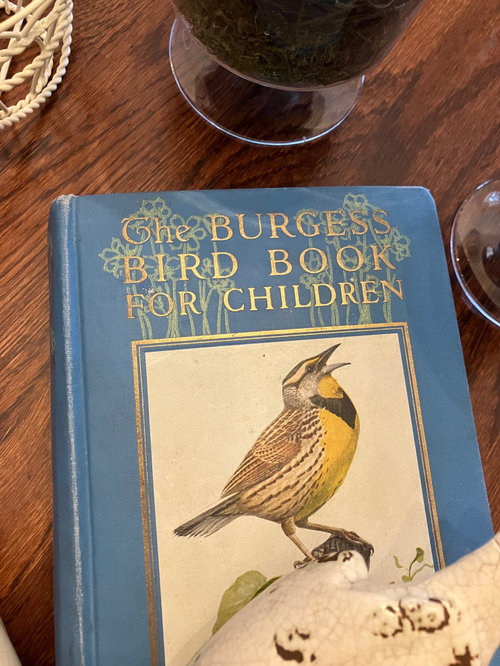 The BURGESS
BIRD BOOK
FOR CHILDREN